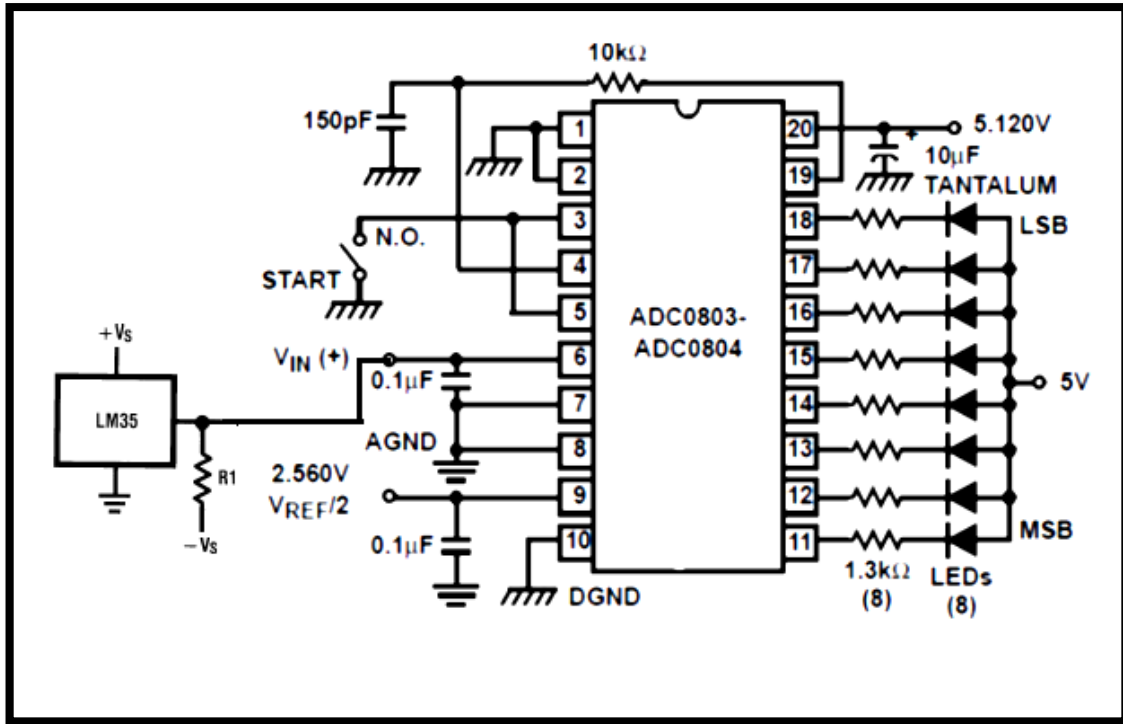 10kΩ
150pF
1
2
3
4
5
6
7
8
9
10
20
19
18
17
16
15
14
13
12
11
5.120V
+
10µF
TANTALUM
LSB
N.O.
START
ADC0803-
ADC0804
+VS
LM35
R1
−VS
VIN (+)
0.1µF
AGND
2.560V
VREF/2
0.1µF
DGND
5V
MSB
1.3kΩ
(8)
LEDs
(8)